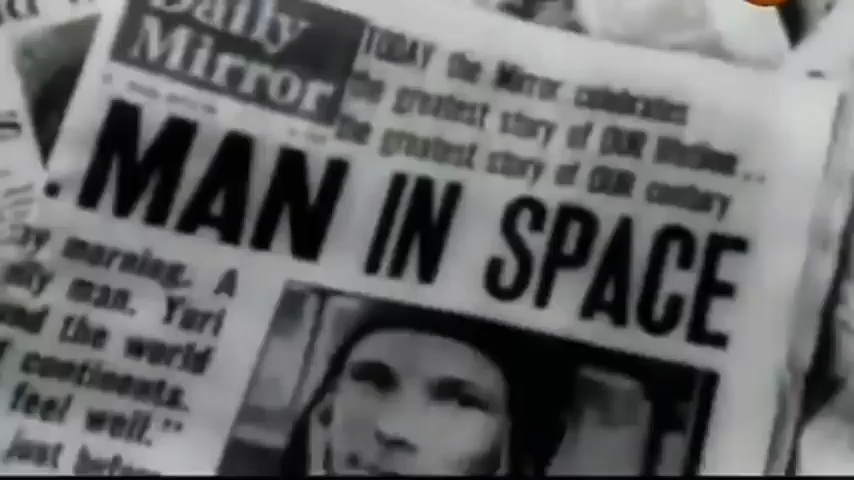 Daily
Mirror
TODAY the Mirror celebrates
the greatest story of OUR lifetime..
the greatest story of OUR century
MAN IN SPACE
morning. A
man. Yuri
the world
continents.
feel well."
just before